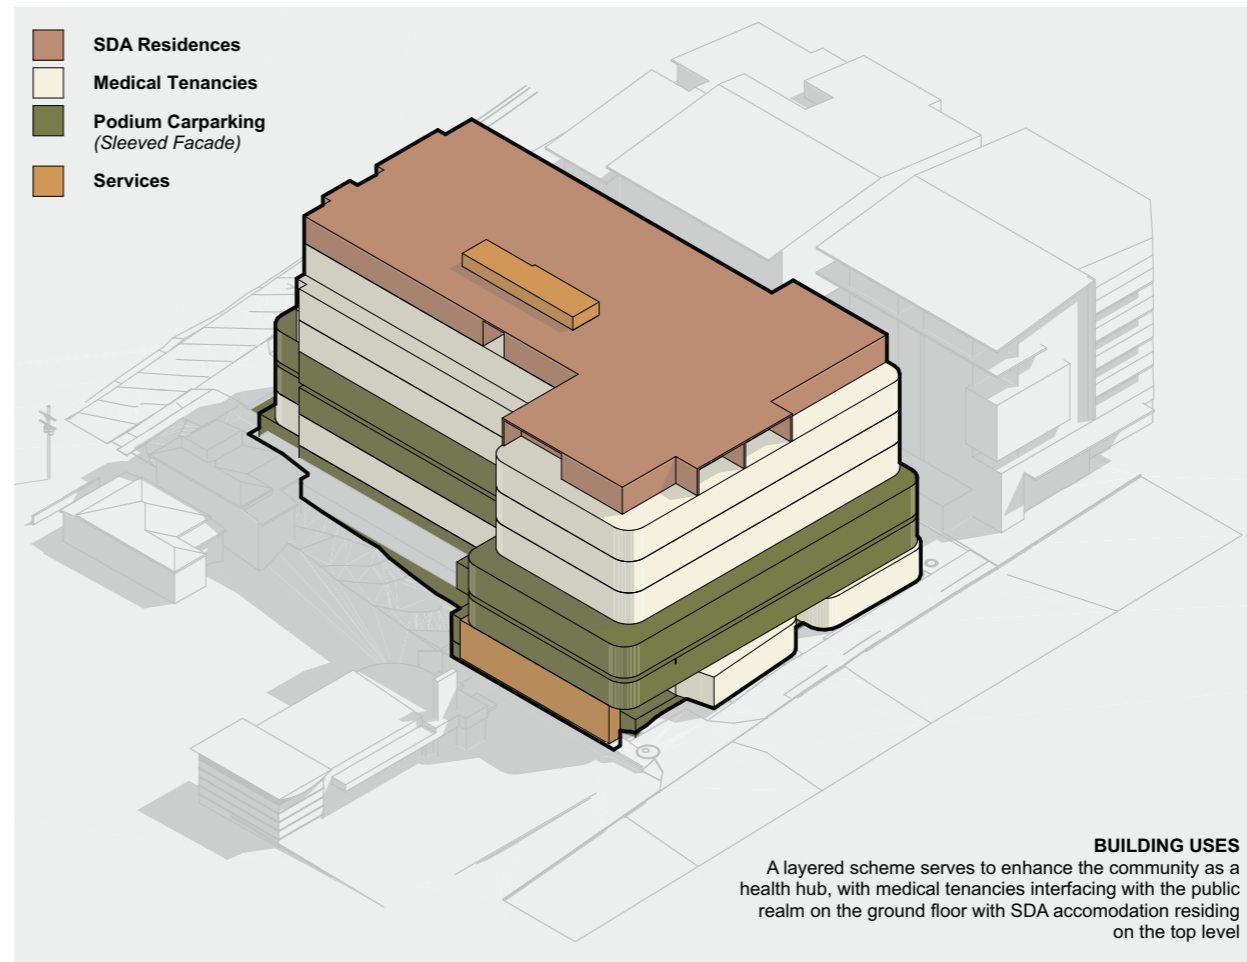 SDA Residences
Medical Tenancies
Podium Carparking
(Sleeved Facade)
Services
BUILDING USES
A layered scheme serves to enhance the community as a
health hub, with medical tenancies interfacing with the public
realm on the ground floor with SDA accomodation residing
on the top level